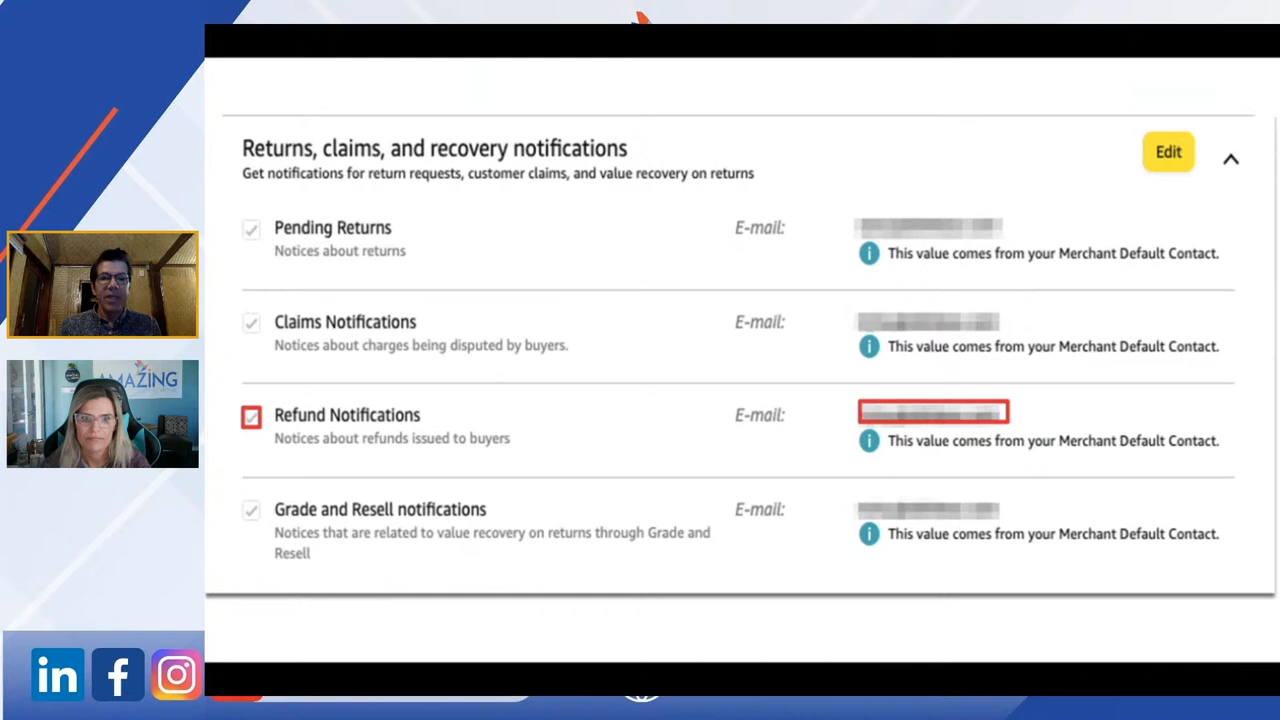 Returns, claims, and recovery notifications
Edit
Get notifications for return requests, customer claims, and value recovery on returns
Pending Returns
E-mail:
Notices about returns
This value comes from your Merchant Default Contact.
Claims Notifications
E-mail:
Notices about charges being disputed by buyers.
This value comes from your Merchant Default Contact.
Refund Notifications
E-mail:
Notices about refunds issued to buyers
This value comes from your Merchant Default Contact.
Grade and Resell notifications
E-mail:
Notices that are related to value recovery on returns through Grade and
Resell
This value comes from your Merchant Default Contact.
AMAZING
in
f